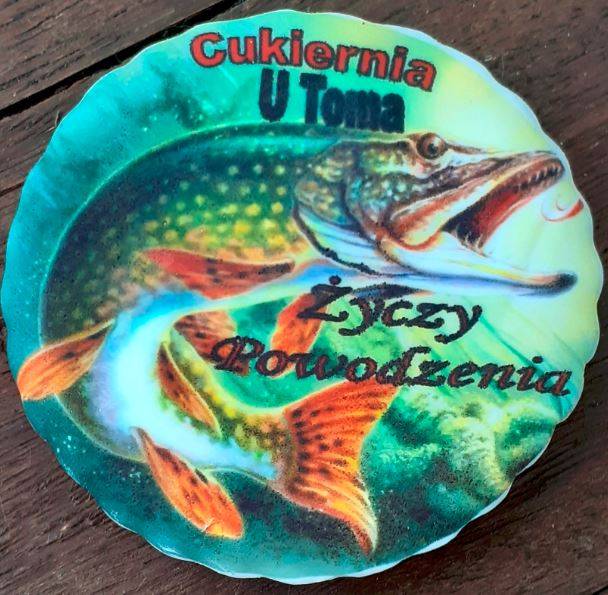 Cukiernia
U Toma
Życzy
Powodzenia